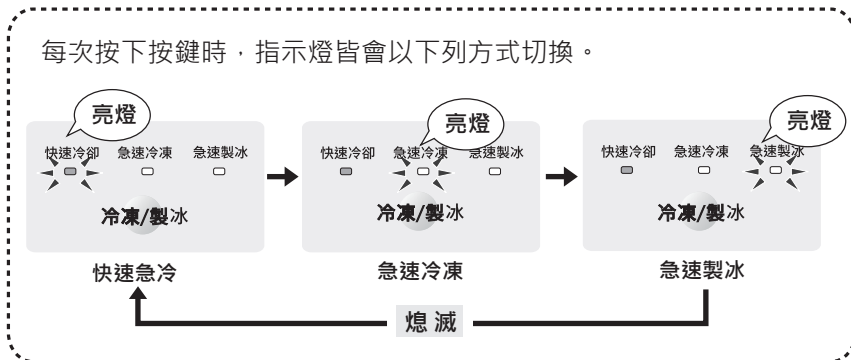 每次按下按鍵時，指示燈皆會以下列方式切換。
亮燈
快速冷卻 急速冷凍 急速製冰
冷凍/製冰
快速急冷
亮燈
快速冷卻 急速冷凍 急速製冰
冷凍/製冰
急速冷凍
亮燈
快速冷卻 急速冷凍 急速製冰
冷凍/製冰
急速製冰
熄滅